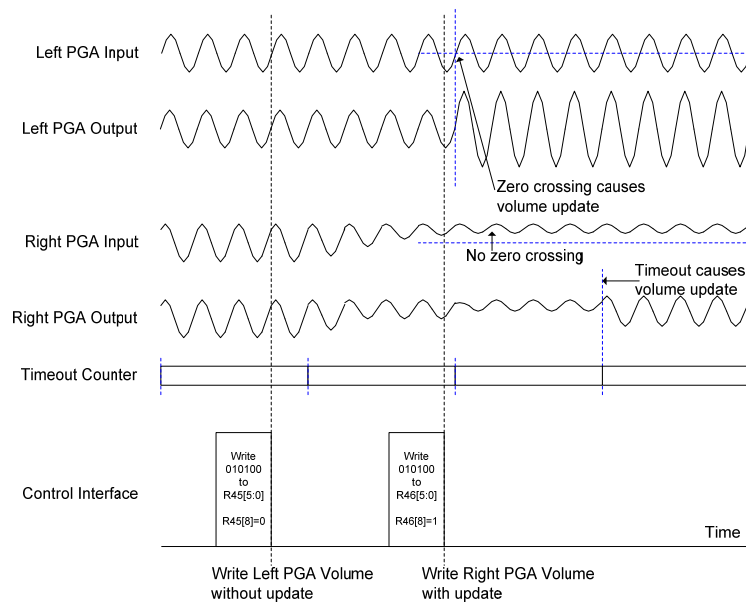 Left PGA Input
Left PGA Output
Zero crossing causes
volume update
Right PGA Input
No zero crossing
Timeout causes
volume update
Right PGA Output
Timeout Counter
Control Interface
Write
010100
to
R45[5:0]
R45[8]=0
Write
010100
to
R46[5:0]
R46[8]=1
Time
Write Left PGA Volume
without update
Write Right PGA Volume
with update